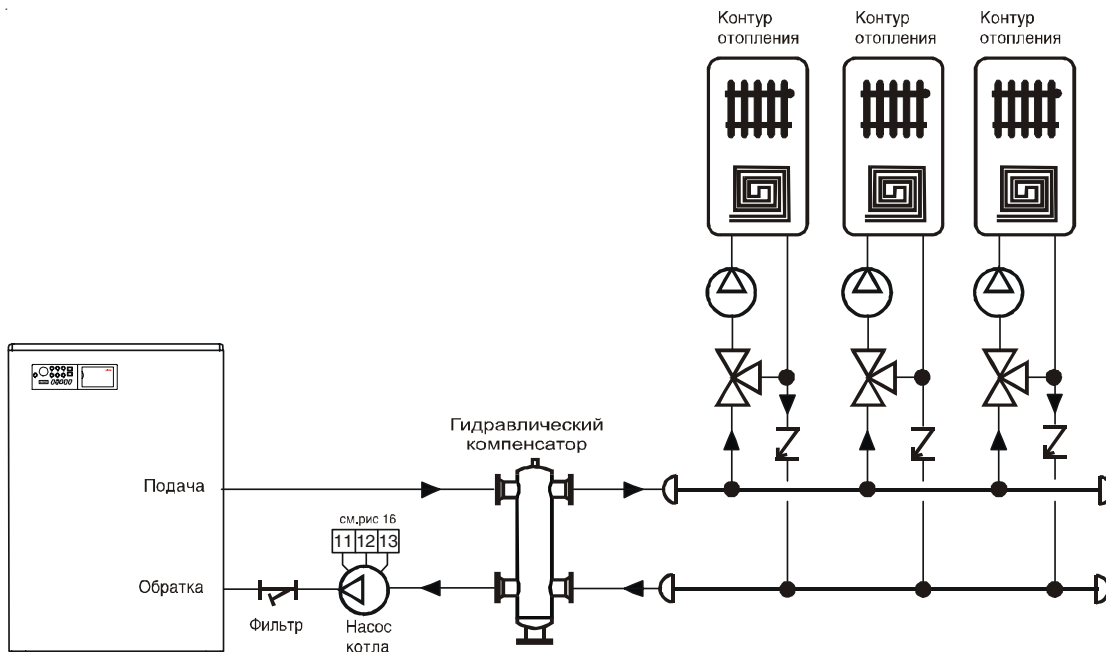 Контур
отопления
Контур
отопления
Контур
отопления
Гидравлический
компенсатор
Подача
см.рис 16
11 12 13
Обратка
Фильтр
Насос
котла